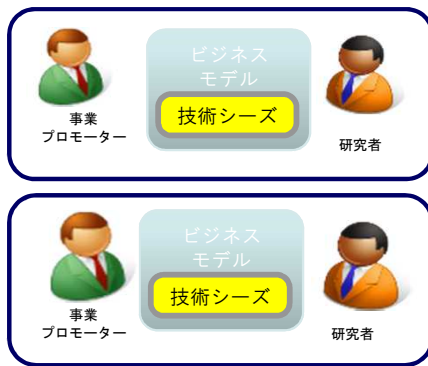 ビジネス
モデル
技術シーズ
事業
プロモーター
研究者
ビジネス
モデル
技術シーズ
事業
プロモーター
研究者